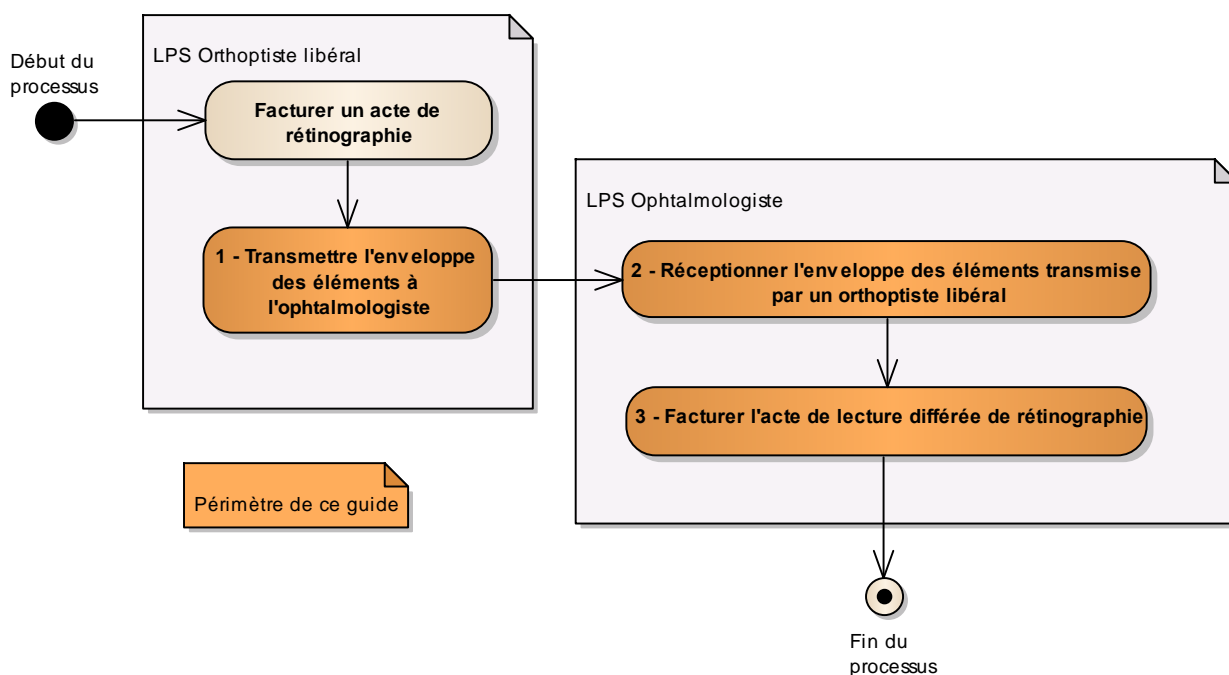 Début du
processus
LPS Orthoptiste libéral
Facturer un acte de
rétinographie
1 - Transmettre l'enveloppe
des éléments à
l'ophtalmologiste
LPS Ophtalmologiste
2 - Réceptionner l'enveloppe des éléments transmise
par un orthoptiste libéral
3 - Facturer l'acte de lecture différée de rétinographie
Périmètre de ce guide
Fin du
processus